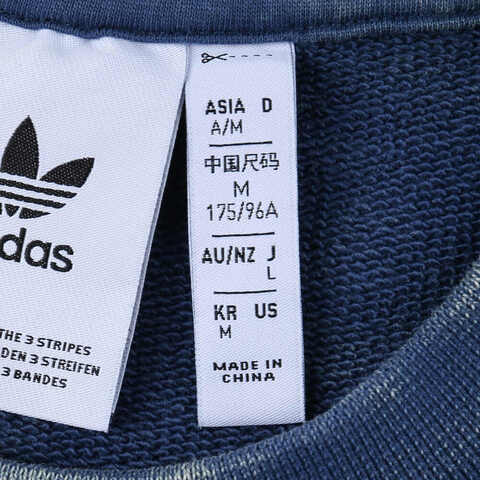 adidas
THE 3 STRIPES
DEN 3 STREIFEN
3 BANDES
ASIA D
A/M
中国尺码
M
175/96A
AU/NZ J
L
KR US
M
MADE IN
CHINA